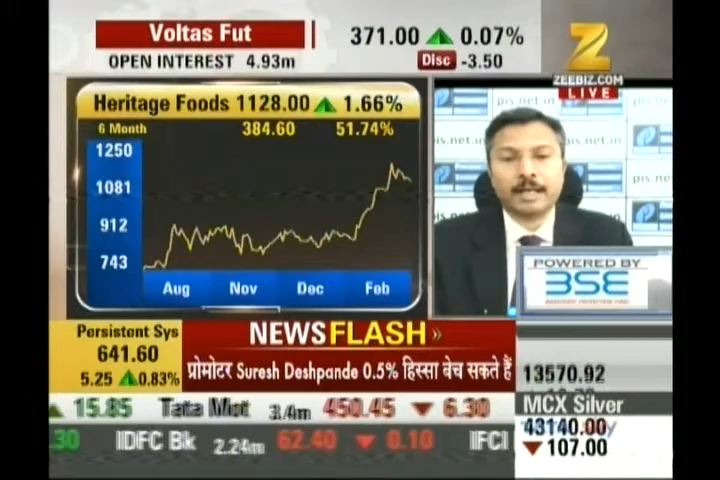 Voltas Fut
371.00 ▲ 0.07%
OPEN INTEREST 4.93m
Disc -3.50
ZEEBIZ.COM
LIVE
Heritage Foods 1128.00 ▲ 1.66%
6 Month 384.60 51.74%
1250
1081
912
743
Aug Nov Dec Feb
pis.net.in
pis.net.in
POWERED BY
BSE
Persistent Sys
641.60
5.25 ▲ 0.83%
NEWSFLASH »
प्रोमोटर Suresh Deshpande 0.5% हिस्सा बेच सकते हैं
13570.92
MCX Silver
43140.00
▼ 107.00
▲ 15.85 Tata Mot 3.4m 450.45 ▼ 6.30
.30 IDFC Bk 2.24m 62.40 ▼ 0.10 IFCI